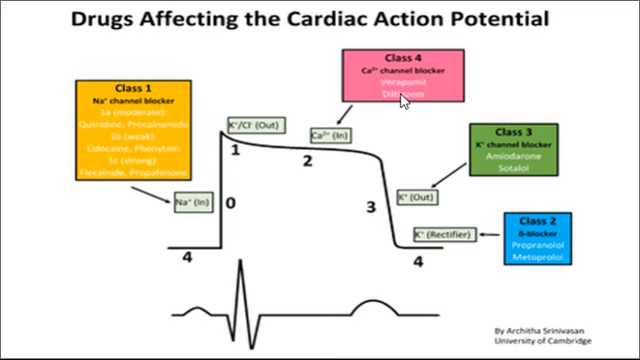 Drugs Affecting the Cardiac Action Potential
Class 4
Ca²⁺ channel blocker
Verapamil
Diltiazem
Class 1
Na⁺ channel blocker
1a (moderate):
Quinidine, Procainamide
1b (weak):
Lidocaine, Phenytoin
1c (strong):
Flecainide, Propafenone
K⁺/Cl⁻ (Out)
Ca²⁺ (In)
1
2
Class 3
K⁺ channel blocker
Amiodarone
Sotalol
Na⁺ (In)
0
3
K⁺ (Out)
Class 2
ß-blocker
Propranolol
Metoprolol
K⁺ (Rectifier)
4
4
By Architha Srinivasan
University of Cambridge